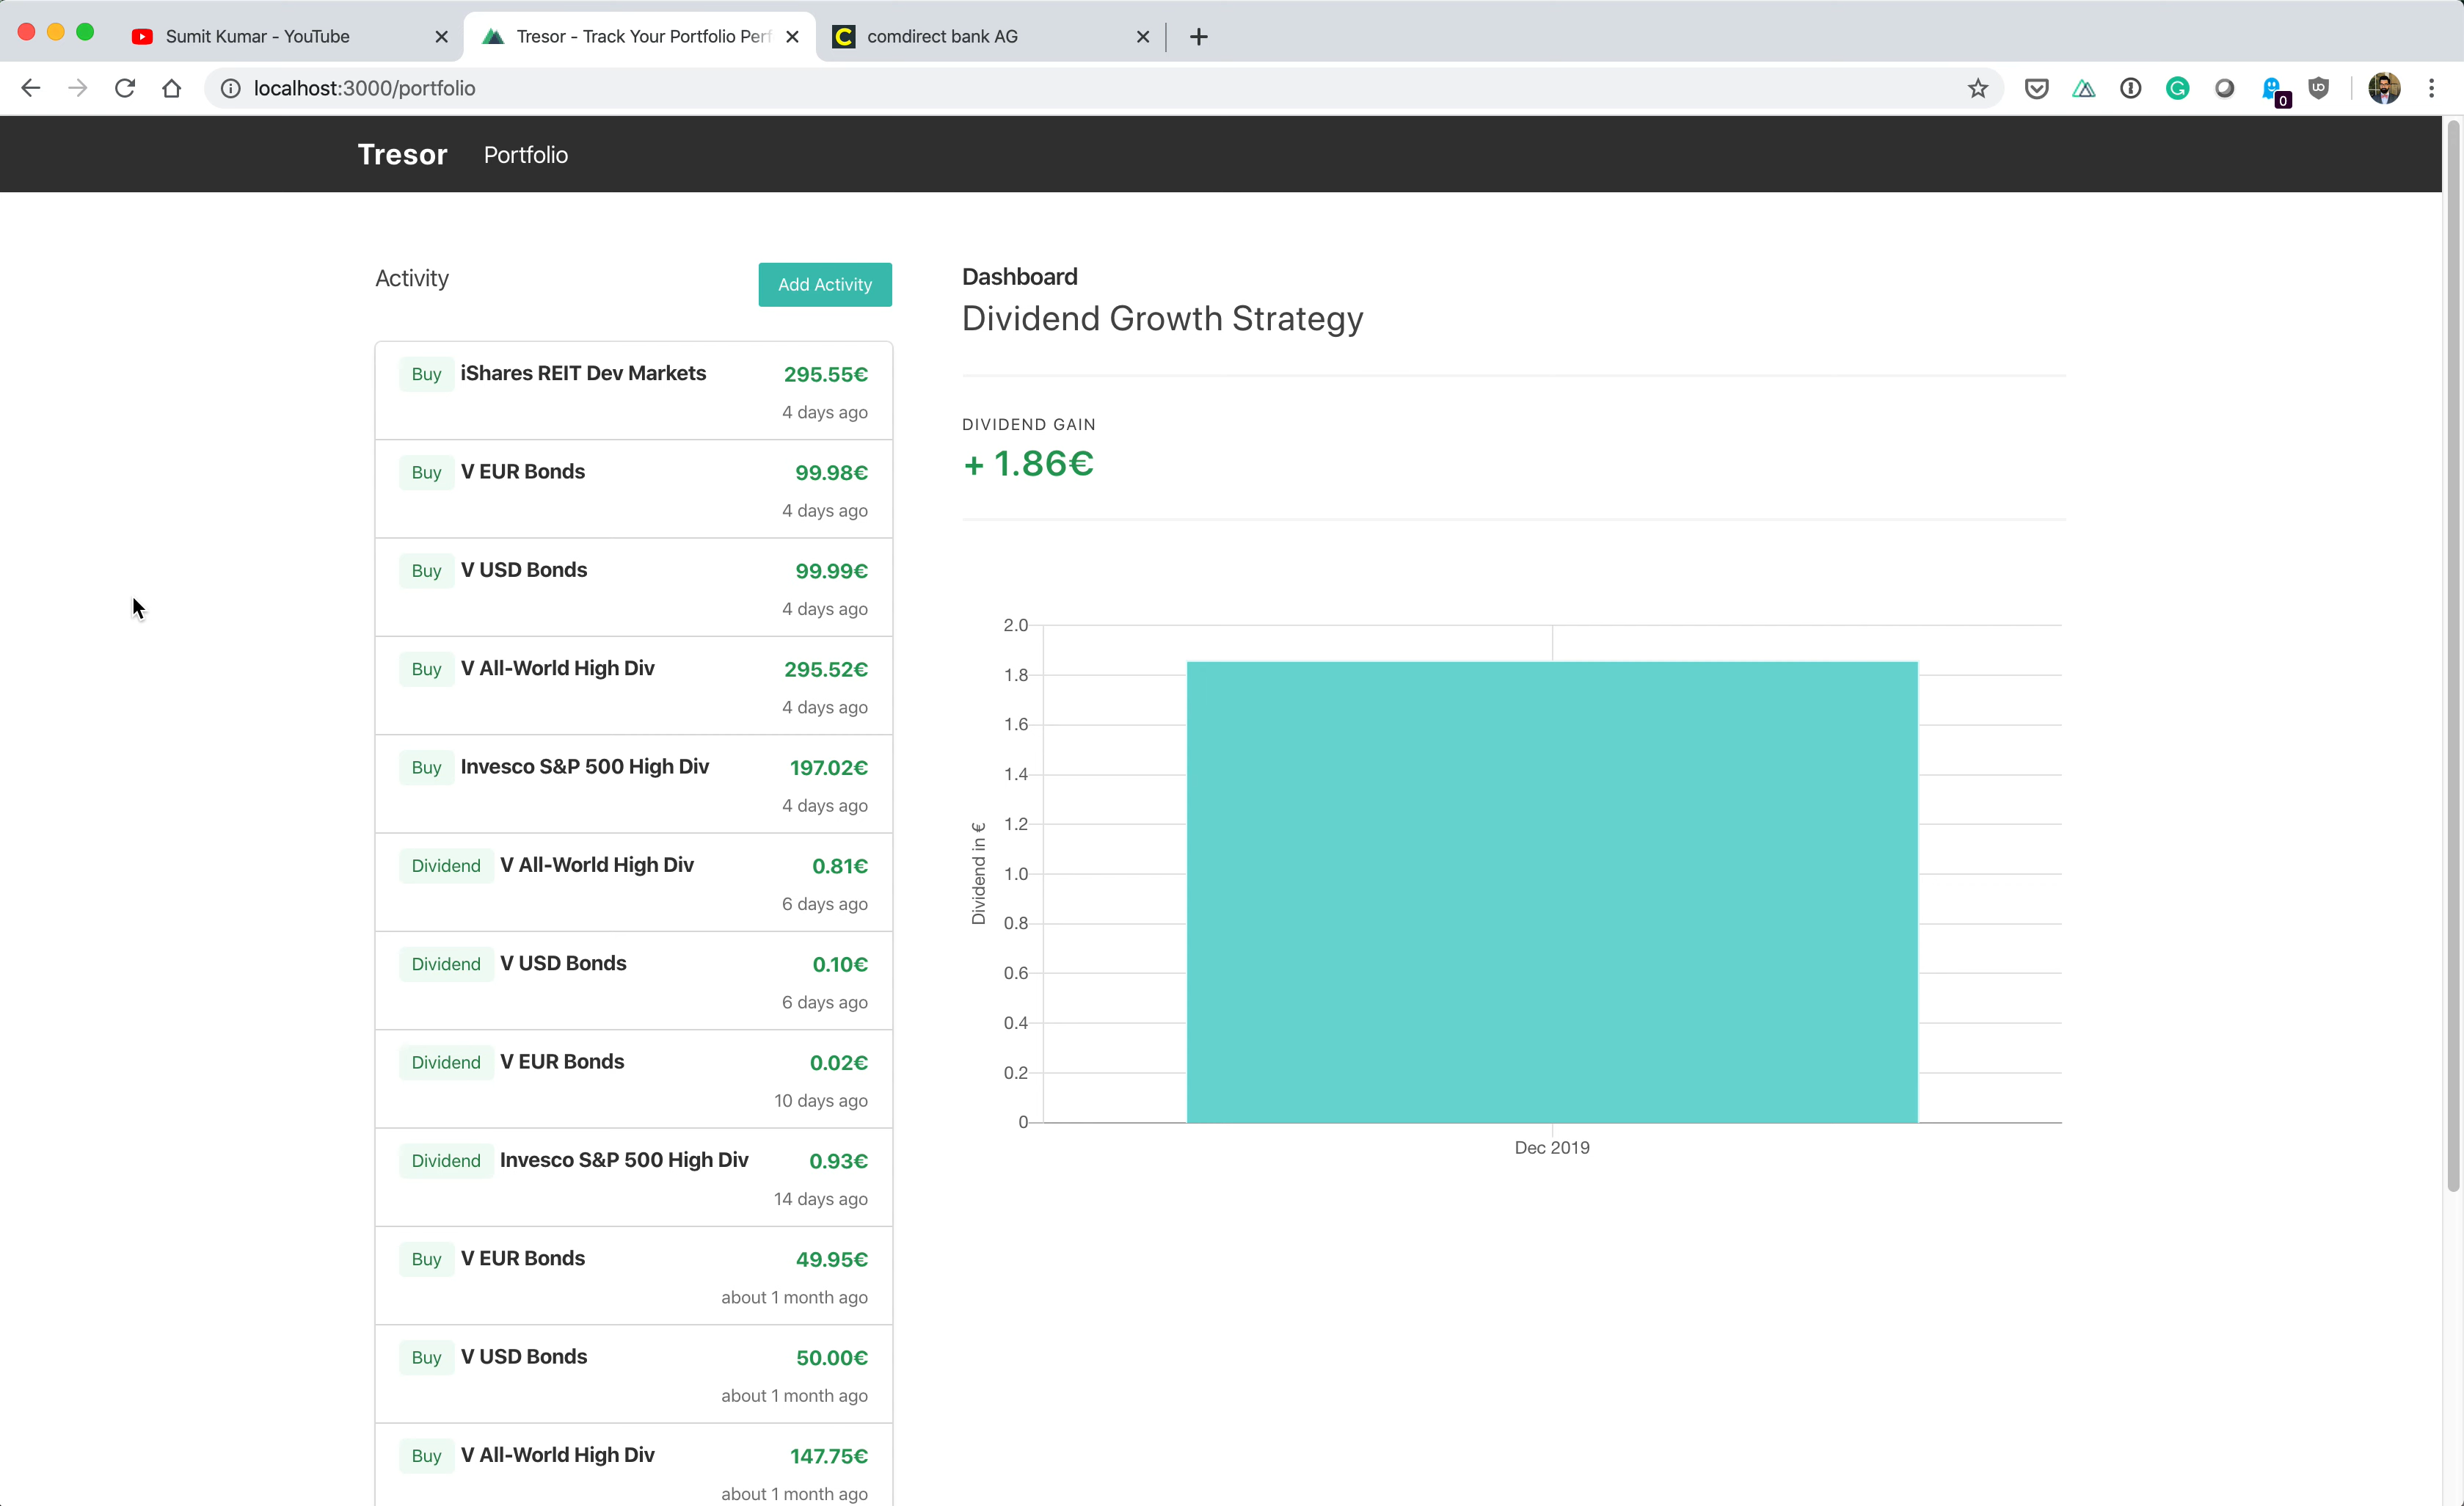 Sumit Kumar - YouTube
Tresor - Track Your Portfolio Perf
comdirect bank AG
localhost:3000/portfolio
0
Tresor Portfolio
Activity
Add Activity
Buy iShares REIT Dev Markets 295.55€
4 days ago
Buy V EUR Bonds 99.98€
4 days ago
Buy V USD Bonds 99.99€
4 days ago
Buy V All-World High Div 295.52€
4 days ago
Buy Invesco S&P 500 High Div 197.02€
4 days ago
Dividend V All-World High Div 0.81€
6 days ago
Dividend V USD Bonds 0.10€
6 days ago
Dividend V EUR Bonds 0.02€
10 days ago
Dividend Invesco S&P 500 High Div 0.93€
14 days ago
Buy V EUR Bonds 49.95€
about 1 month ago
Buy V USD Bonds 50.00€
about 1 month ago
Buy V All-World High Div 147.75€
about 1 month ago
Dashboard
Dividend Growth Strategy
DIVIDEND GAIN
+ 1.86€
Dividend in €
2.0
1.8
1.6
1.4
1.2
1.0
0.8
0.6
0.4
0.2
0
Dec 2019